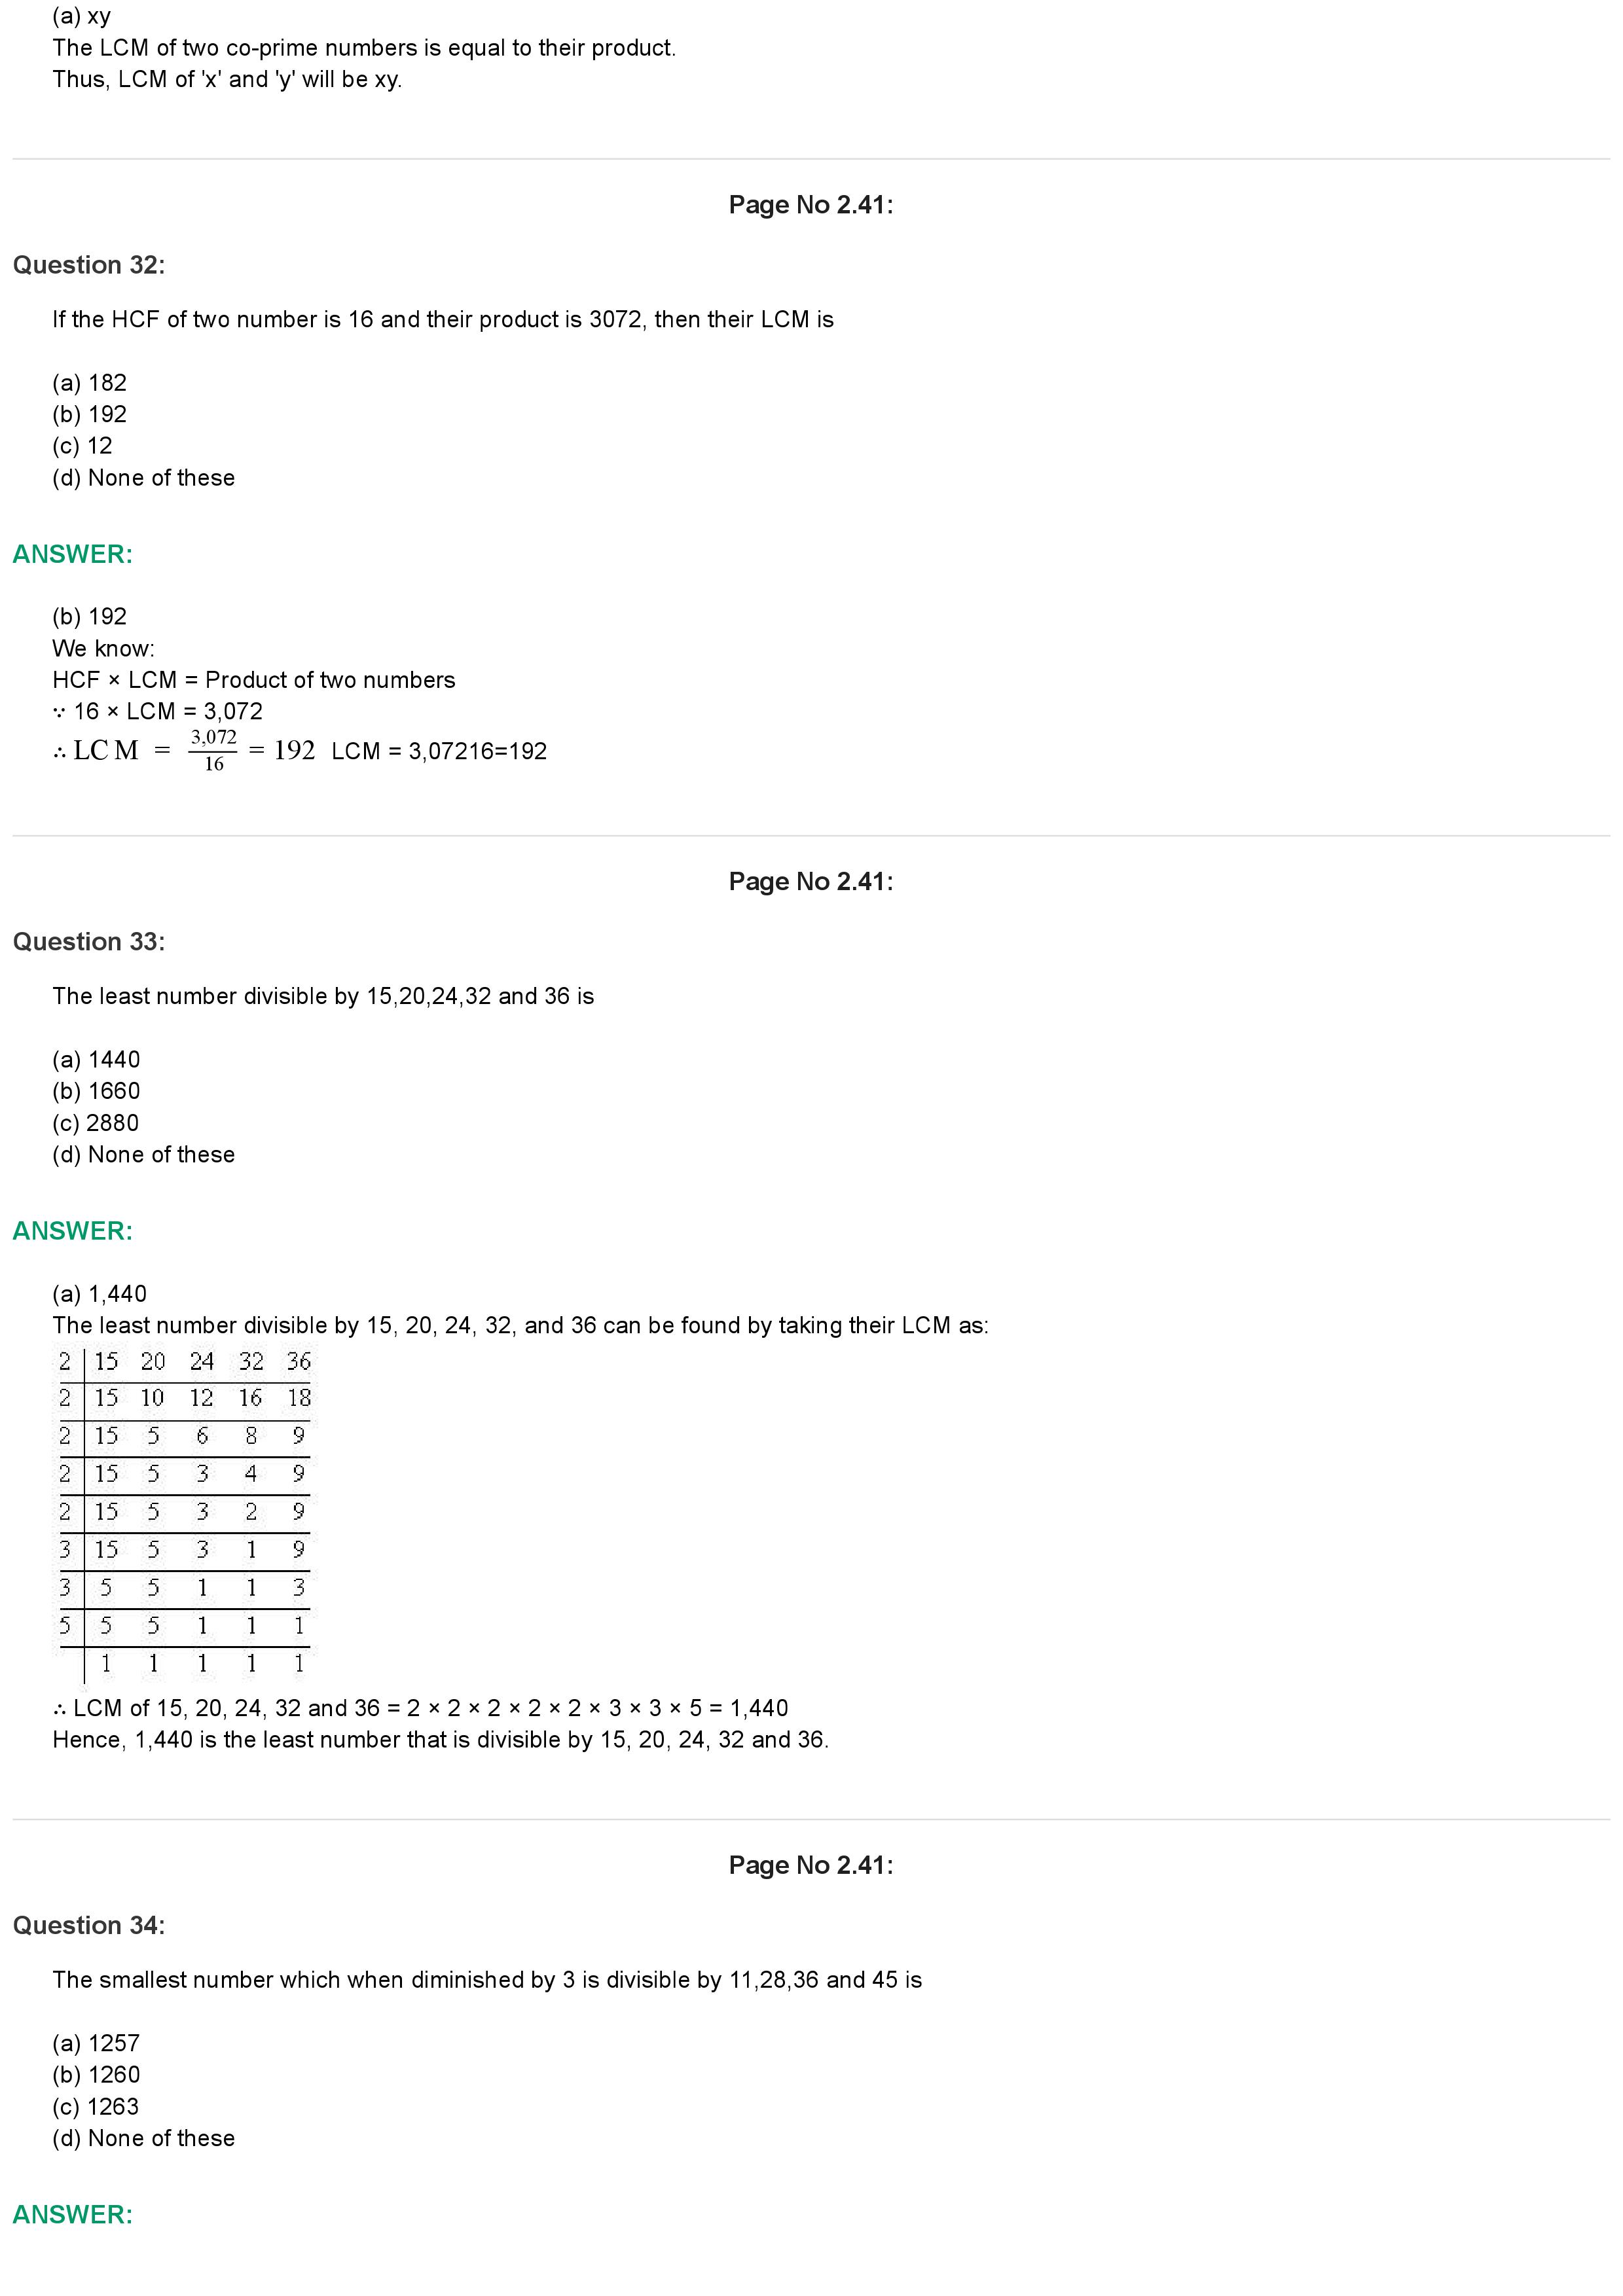 (a) xy
The LCM of two co-prime numbers is equal to their product.
Thus, LCM of 'x' and 'y' will be xy.
Page No 2.41:
Question 32:
If the HCF of two number is 16 and their product is 3072, then their LCM is
(a) 182
(b) 192
(c) 12
(d) None of these
ANSWER:
(b) 192
We know:
HCF × LCM = Product of two numbers
∵ 16 × LCM = 3,072
∴ LCM = 3,072/16 = 192 LCM = 3,07216=192
Page No 2.41:
Question 33:
The least number divisible by 15,20,24,32 and 36 is
(a) 1440
(b) 1660
(c) 2880
(d) None of these
ANSWER:
(a) 1,440
The least number divisible by 15, 20, 24, 32, and 36 can be found by taking their LCM as:
2 15 20 24 32 36
2 15 10 12 16 18
2 15 5 6 8 9
2 15 5 3 4 9
2 15 5 3 2 9
3 15 5 3 1 9
3 5 5 1 1 3
5 5 5 1 1 1
1 1 1 1 1
∴ LCM of 15, 20, 24, 32 and 36 = 2 × 2 × 2 × 2 × 2 × 3 × 3 × 5 = 1,440
Hence, 1,440 is the least number that is divisible by 15, 20, 24, 32 and 36.
Page No 2.41:
Question 34:
The smallest number which when diminished by 3 is divisible by 11,28,36 and 45 is
(a) 1257
(b) 1260
(c) 1263
(d) None of these
ANSWER: